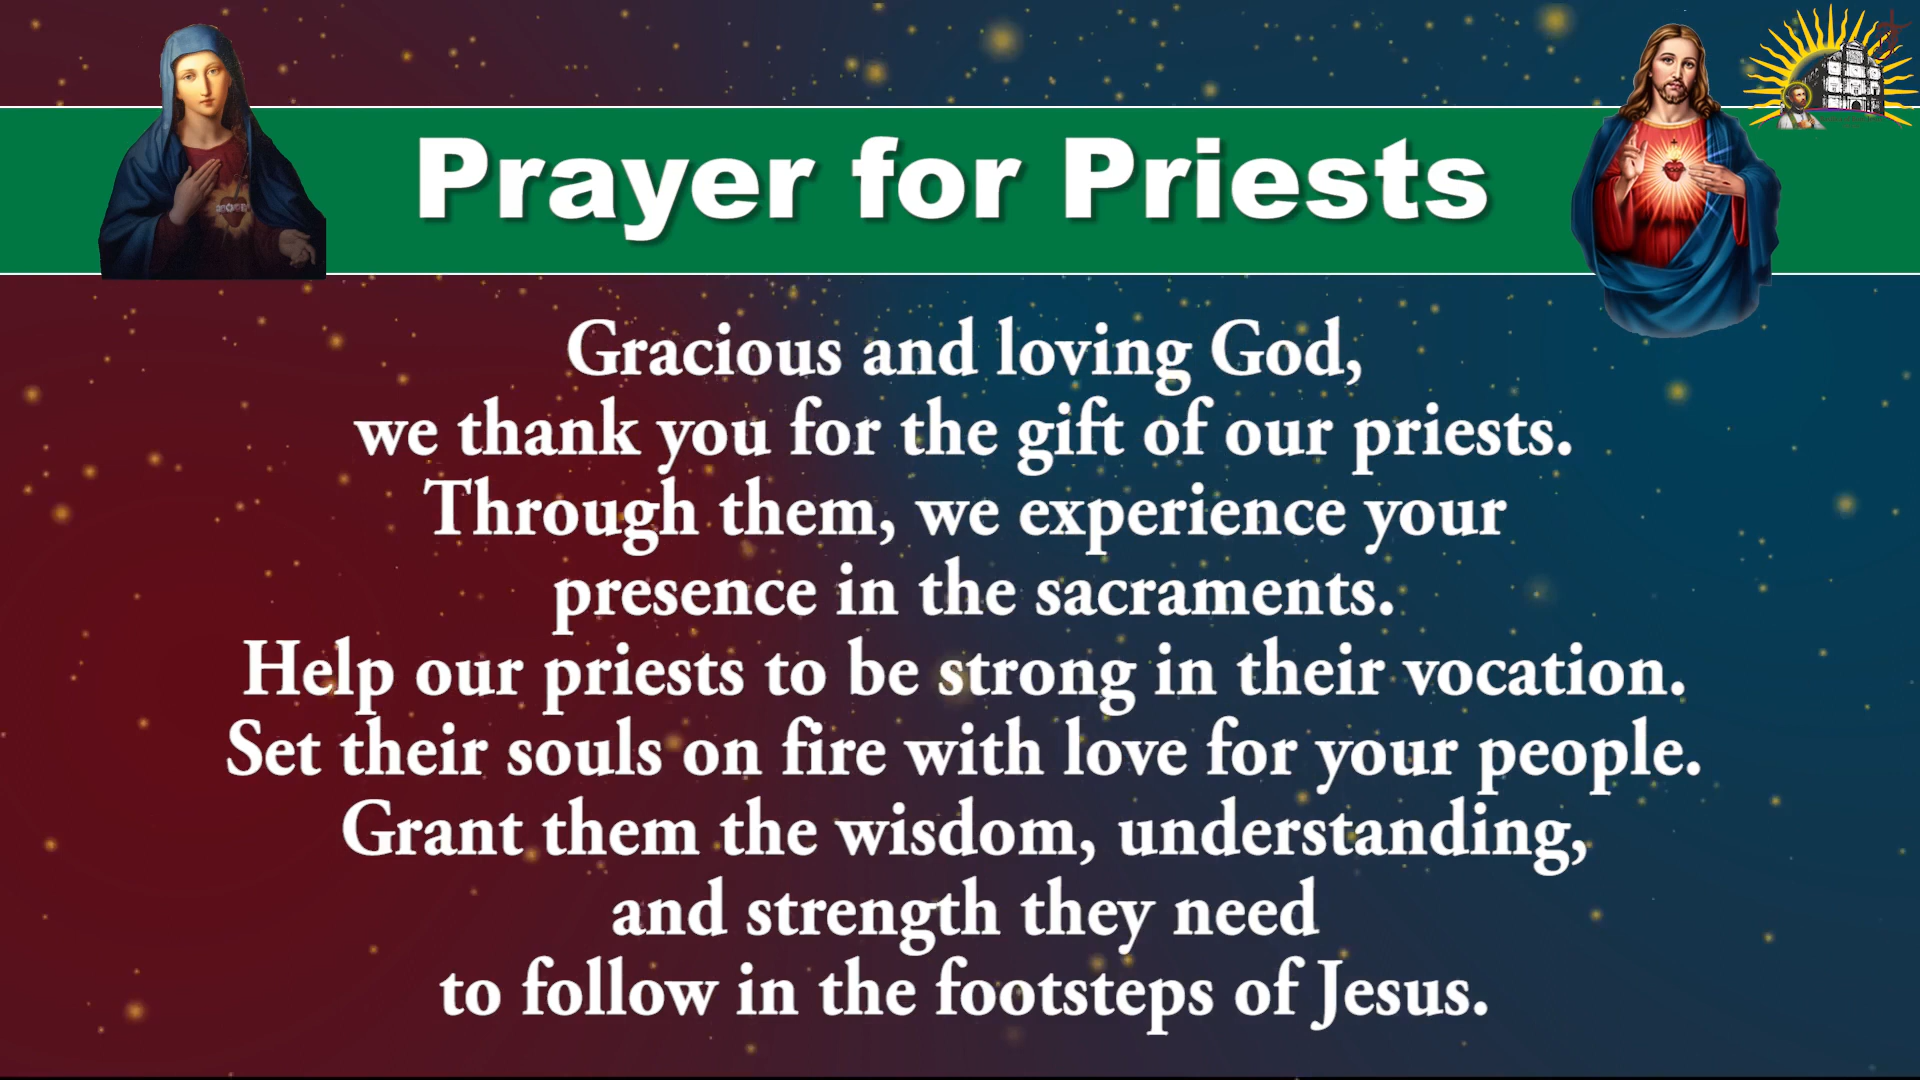 Prayer for Priests
Gracious and loving God,
we thank you for the gift of our priests.
Through them, we experience your
presence in the sacraments.
Help our priests to be strong in their vocation.
Set their souls on fire with love for your people.
Grant them the wisdom, understanding,
and strength they need
to follow in the footsteps of Jesus.